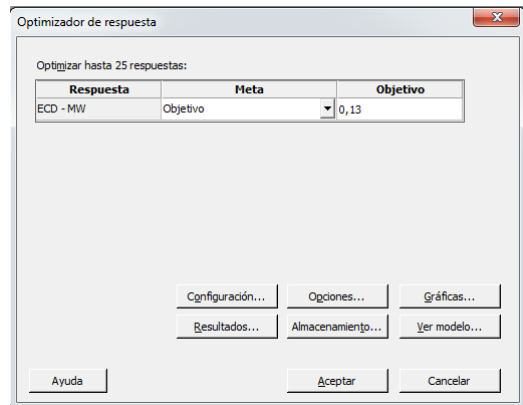 Optimizador de respuesta
Optimizar hasta 25 respuestas:
Respuesta Meta Objetivo
ECD - MW Objetivo 0,13
Configuración... Opciones... Gráficas...
Resultados... Almacenamiento... Ver modelo...
Ayuda Aceptar Cancelar